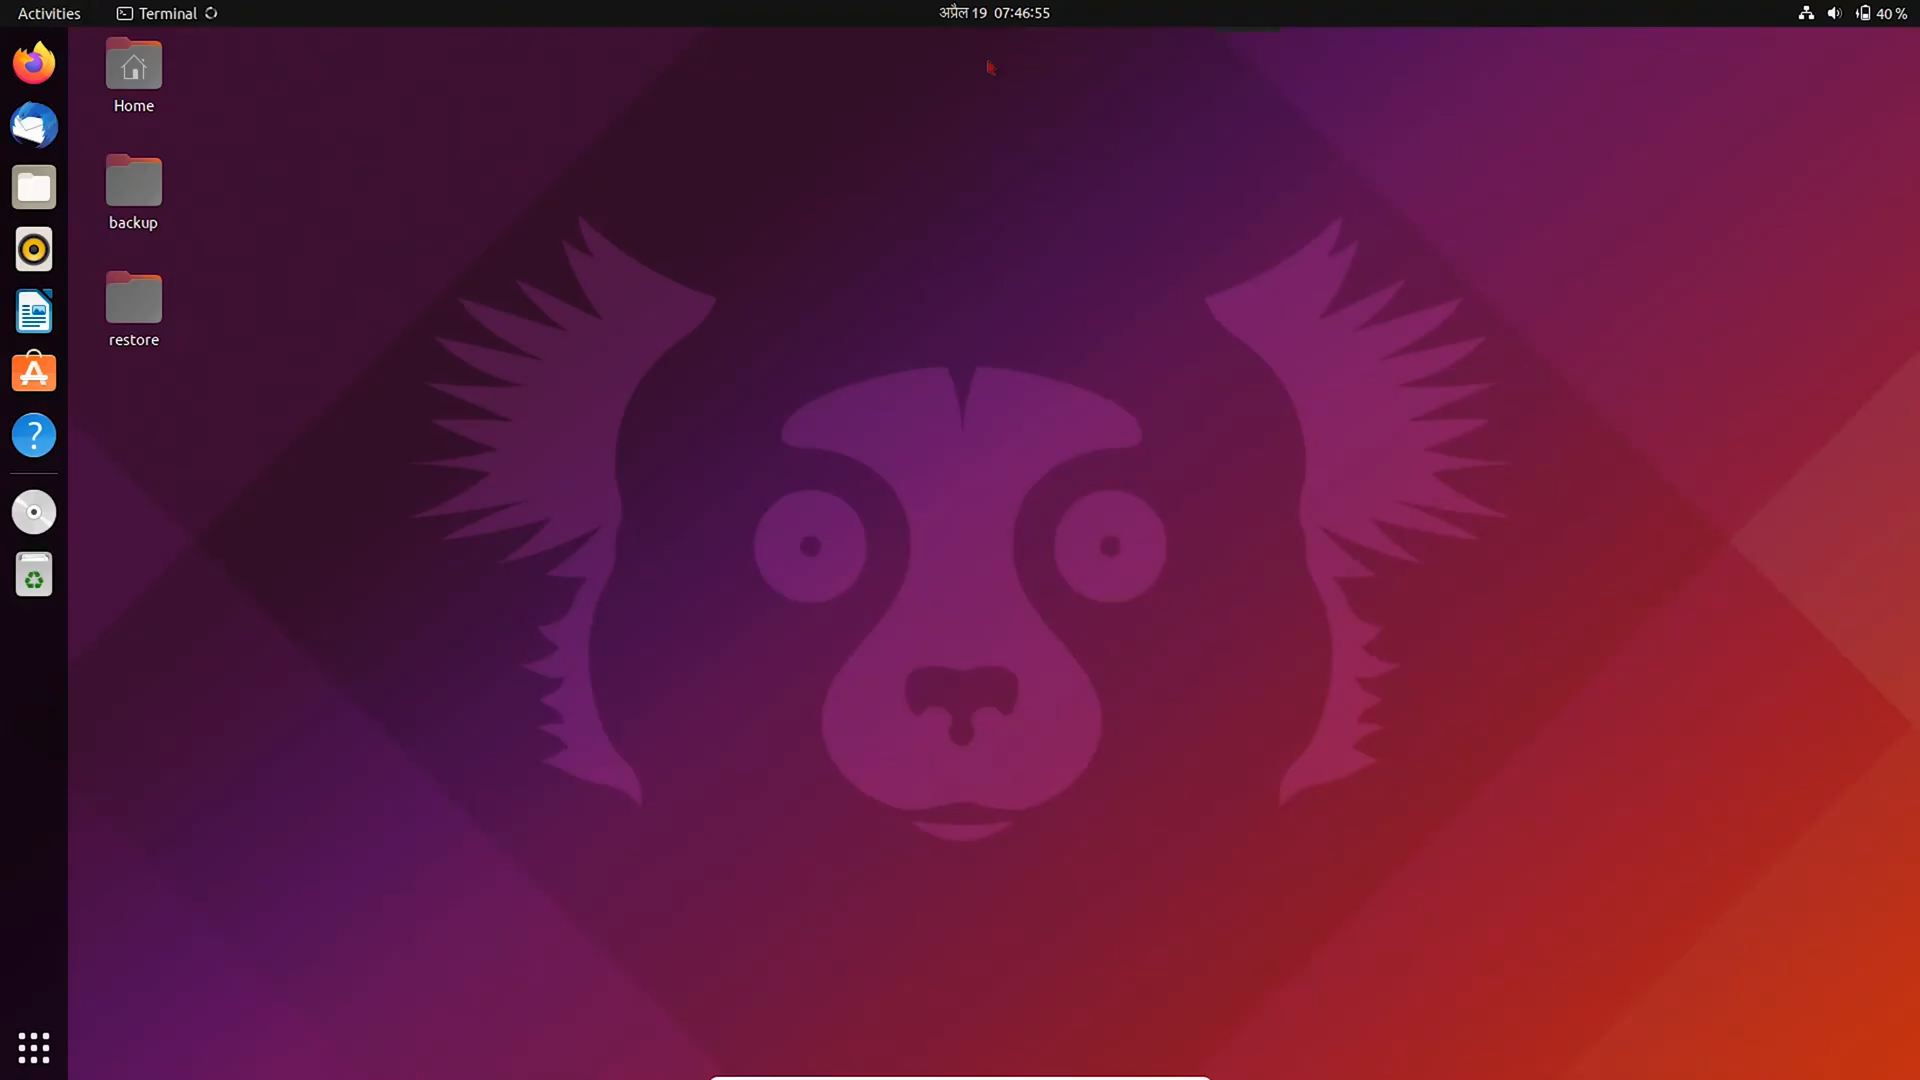 Activities
Terminal
अप्रैल 19 07:46:55
40 %
Home
backup
restore